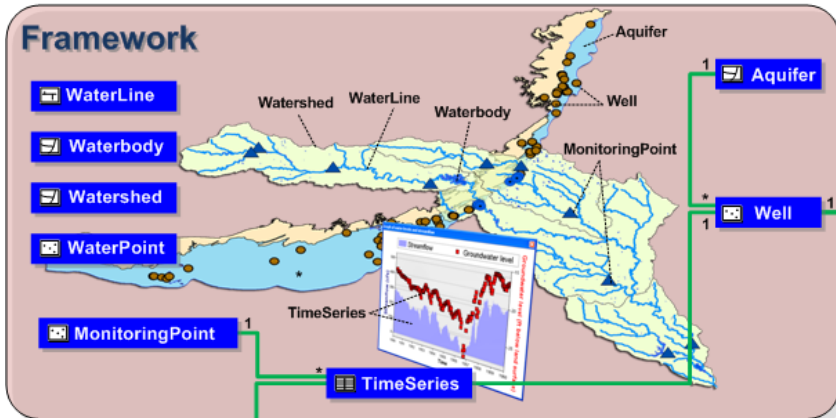 Framework
Aquifer
1
Aquifer
WaterLine
Watershed
WaterLine
Waterbody
Well
Waterbody
MonitoringPoint
Watershed
*
Well
1
1
WaterPoint
Streamflow
Groundwater level
*
TimeSeries
Time
MonitoringPoint
1
*
TimeSeries